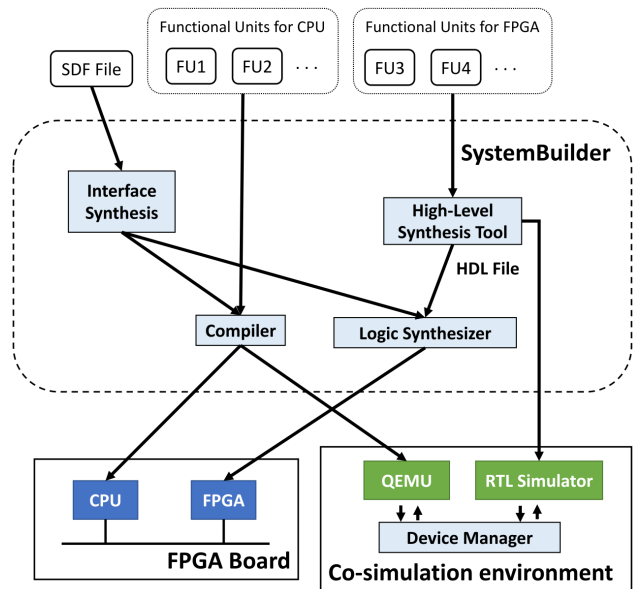 Functional Units for CPU
Functional Units for FPGA
SDF File
FU1
FU2
. . .
FU3
FU4
. . .
SystemBuilder
Interface
Synthesis
High-Level
Synthesis Tool
HDL File
Compiler
Logic Synthesizer
CPU
FPGA
QEMU
RTL Simulator
Device Manager
FPGA Board
Co-simulation environment